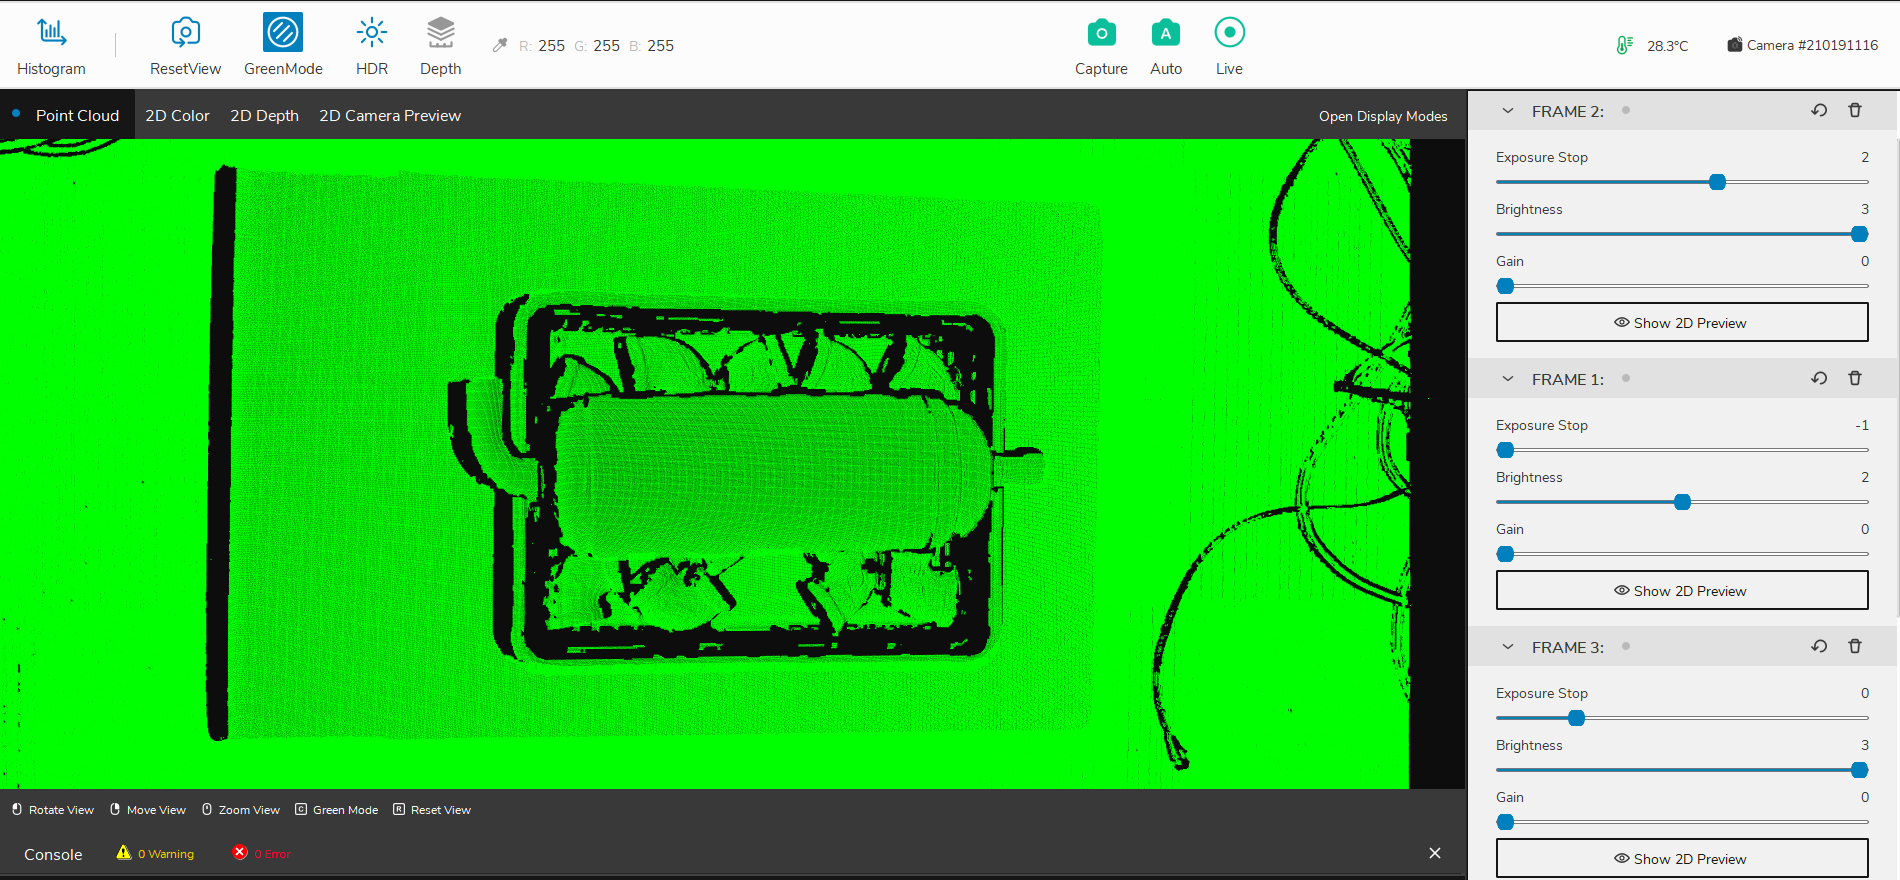 Histogram
ResetView
GreenMode
HDR
Depth
R: 255 G: 255 B: 255
Capture
A
Auto
Live
28.3°C
Camera #210191116
Point Cloud
2D Color
2D Depth
2D Camera Preview
Open Display Modes
FRAME 2:
Exposure Stop 2
Brightness 3
Gain 0
Show 2D Preview
FRAME 1:
Exposure Stop -1
Brightness 2
Gain 0
Show 2D Preview
FRAME 3:
Exposure Stop 0
Brightness 3
Gain 0
Show 2D Preview
Rotate View
Move View
Zoom View
C Green Mode
R Reset View
Console
0 Warning
0 Error